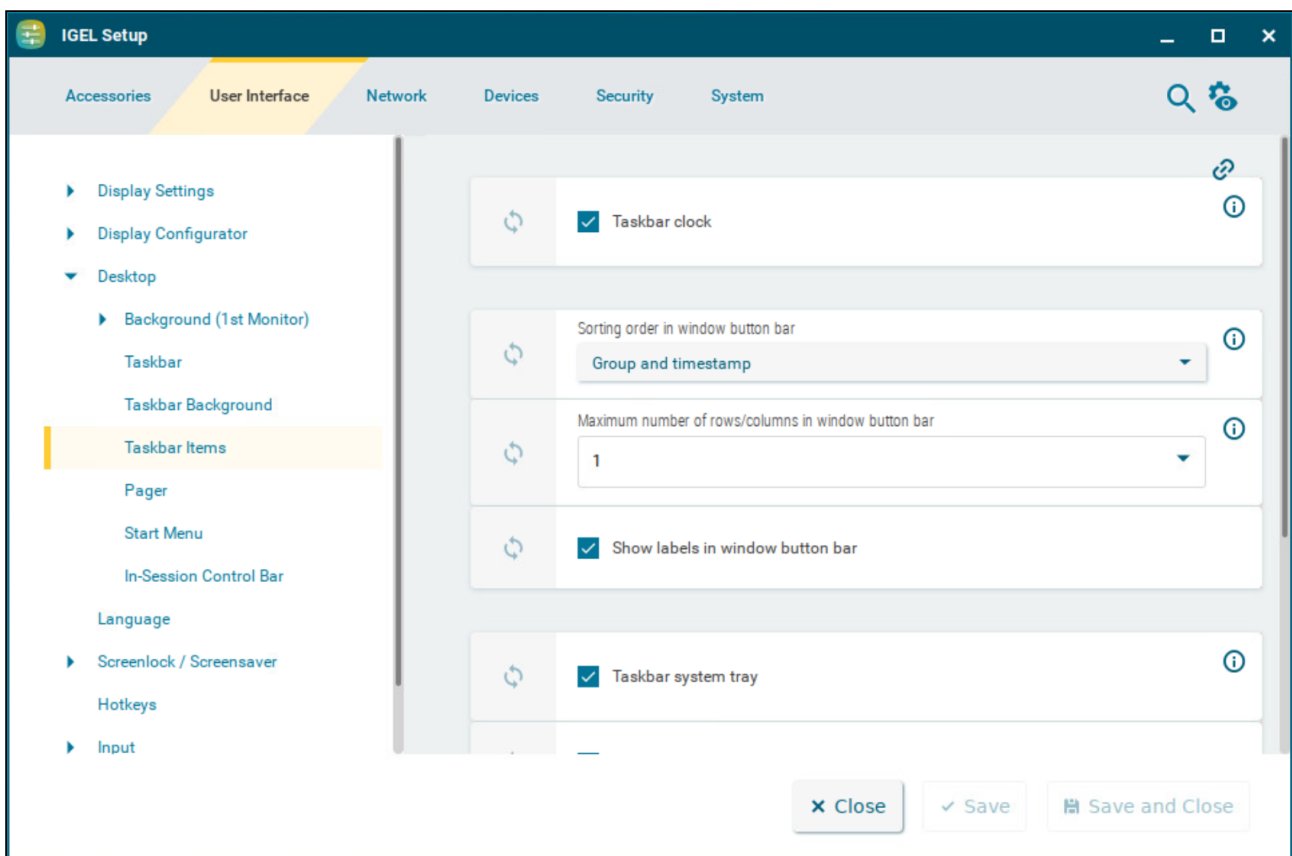 IGEL Setup
Accessories
User Interface
Network
Devices
Security
System
Display Settings
Display Configurator
Desktop
Background (1st Monitor)
Taskbar
Taskbar Background
Taskbar Items
Pager
Start Menu
In-Session Control Bar
Language
Screenlock / Screensaver
Hotkeys
Input
Taskbar clock
Sorting order in window button bar
Group and timestamp
Maximum number of rows/columns in window button bar
1
Show labels in window button bar
Taskbar system tray
Close
Save
Save and Close